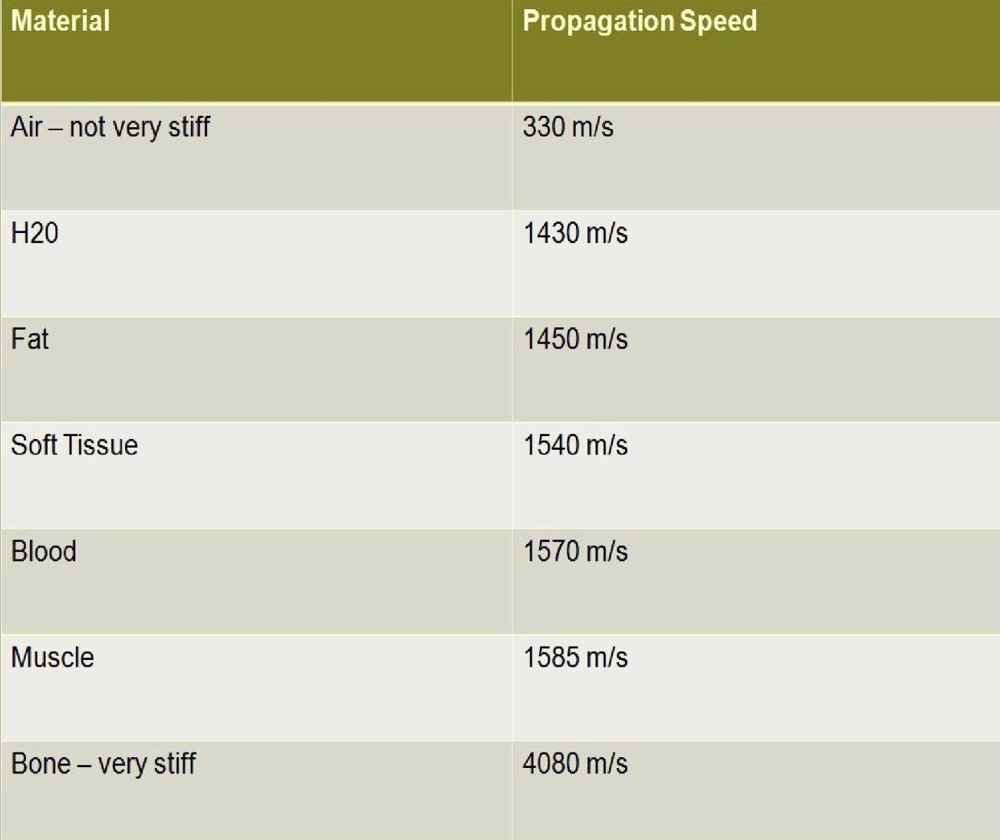 Material Propagation Speed
Air – not very stiff 330 m/s
H20 1430 m/s
Fat 1450 m/s
Soft Tissue 1540 m/s
Blood 1570 m/s
Muscle 1585 m/s
Bone – very stiff 4080 m/s